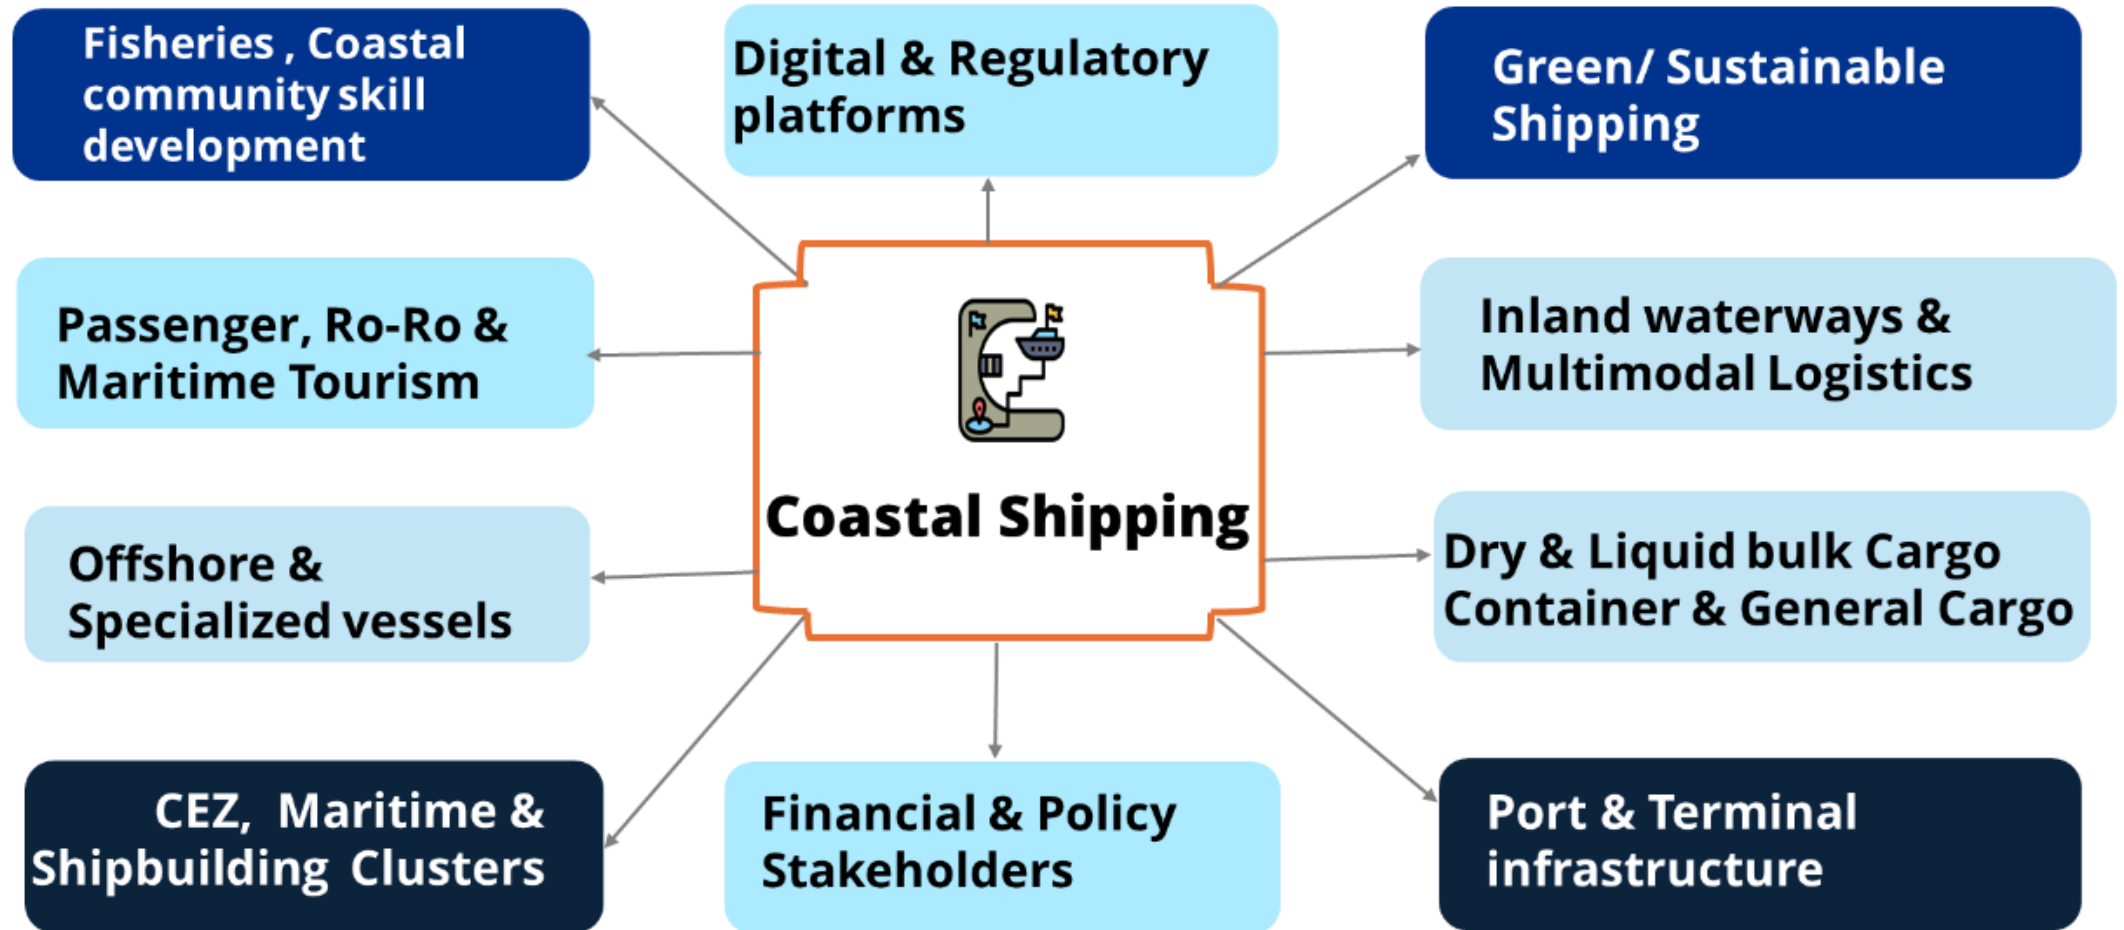 Fisheries , Coastal
community skill
development
Digital & Regulatory
platforms
Green/ Sustainable
Shipping
Passenger, Ro-Ro &
Maritime Tourism
Inland waterways &
Multimodal Logistics
Coastal Shipping
Offshore &
Specialized vessels
Dry & Liquid bulk Cargo
Container & General Cargo
CEZ, Maritime &
Shipbuilding Clusters
Financial & Policy
Stakeholders
Port & Terminal
infrastructure